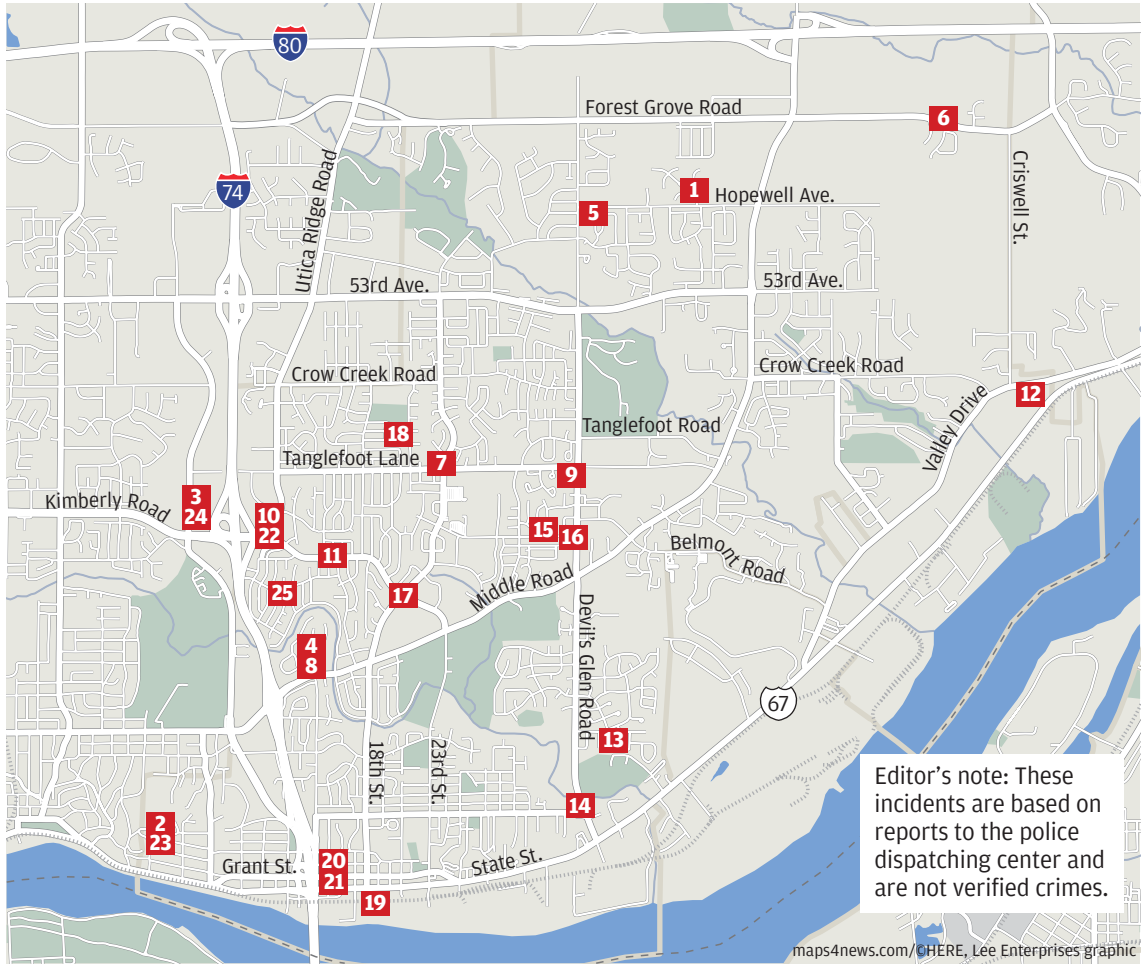 80
Forest Grove Road
6
Criswell St.
74
Utica Ridge Road
1
Hopewell Ave.
5
53rd Ave.
53rd Ave.
Crow Creek Road
Crow Creek Road
12
Valley Drive
18
Tanglefoot Road
Tanglefoot Lane
7
9
Kimberly Road
3
24
10
22
15
16
11
Belmont Road
25
17
Middle Road
4
8
Devil's Glen Road
67
13
18th St.
23rd St.
14
2
23
Grant St.
20
21
State St.
19
Editor's note: These
incidents are based on
reports to the police
dispatching center and
are not verified crimes.
maps4news.com/©HERE, Lee Enterprises graphic